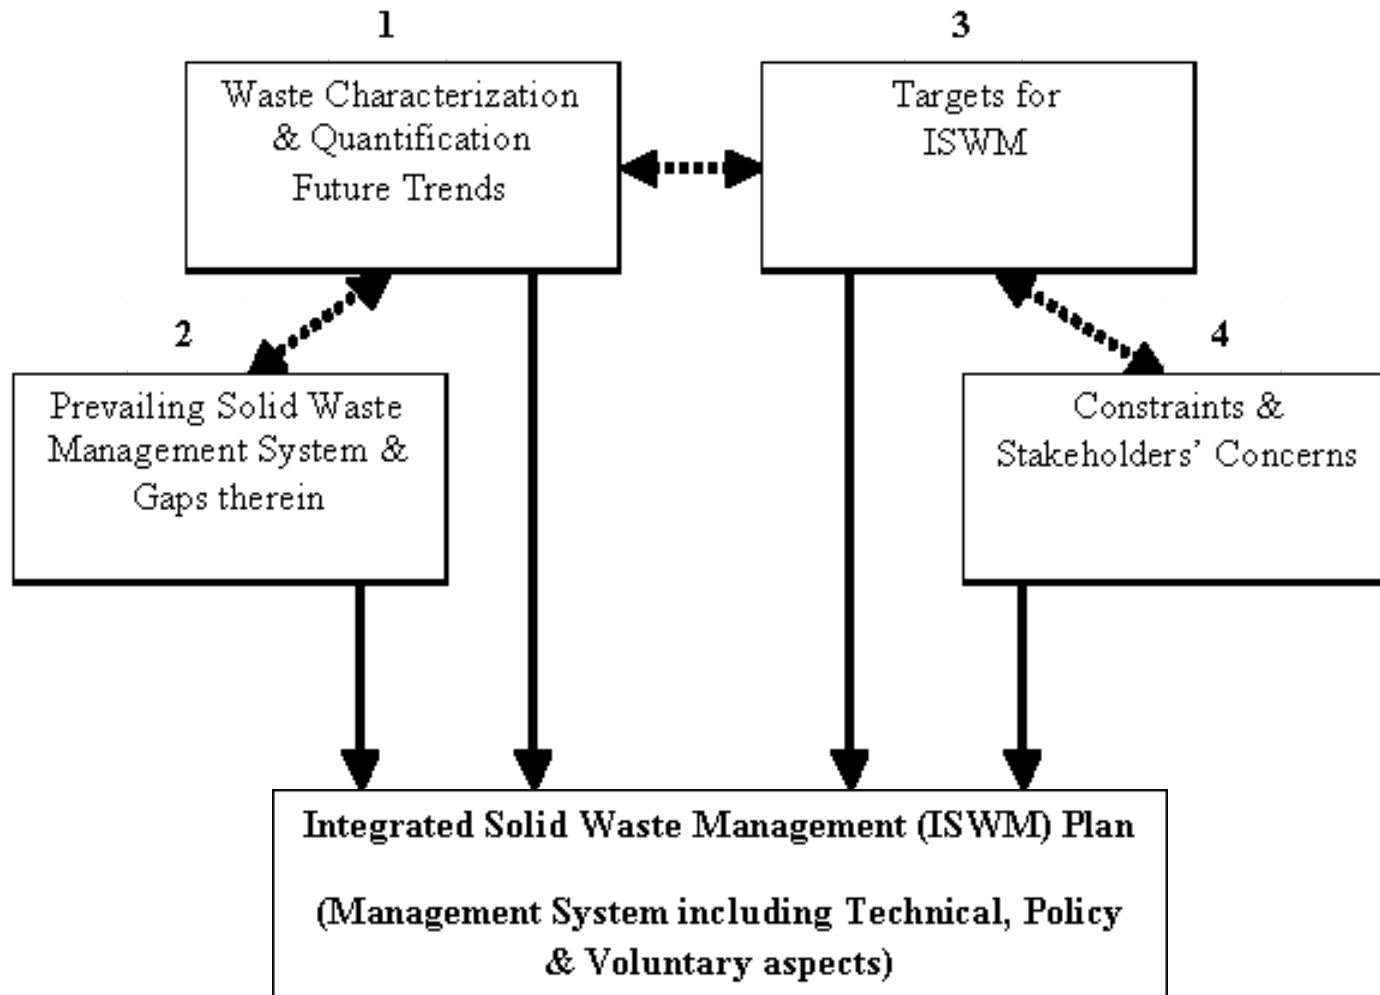 1
Waste Characterization
& Quantification
Future Trends
3
Targets for
ISWM
2
Prevailing Solid Waste
Management System &
Gaps therein
4
Constraints &
Stakeholders’ Concerns
Integrated Solid Waste Management (ISWM) Plan
(Management System including Technical, Policy
& Voluntary aspects)